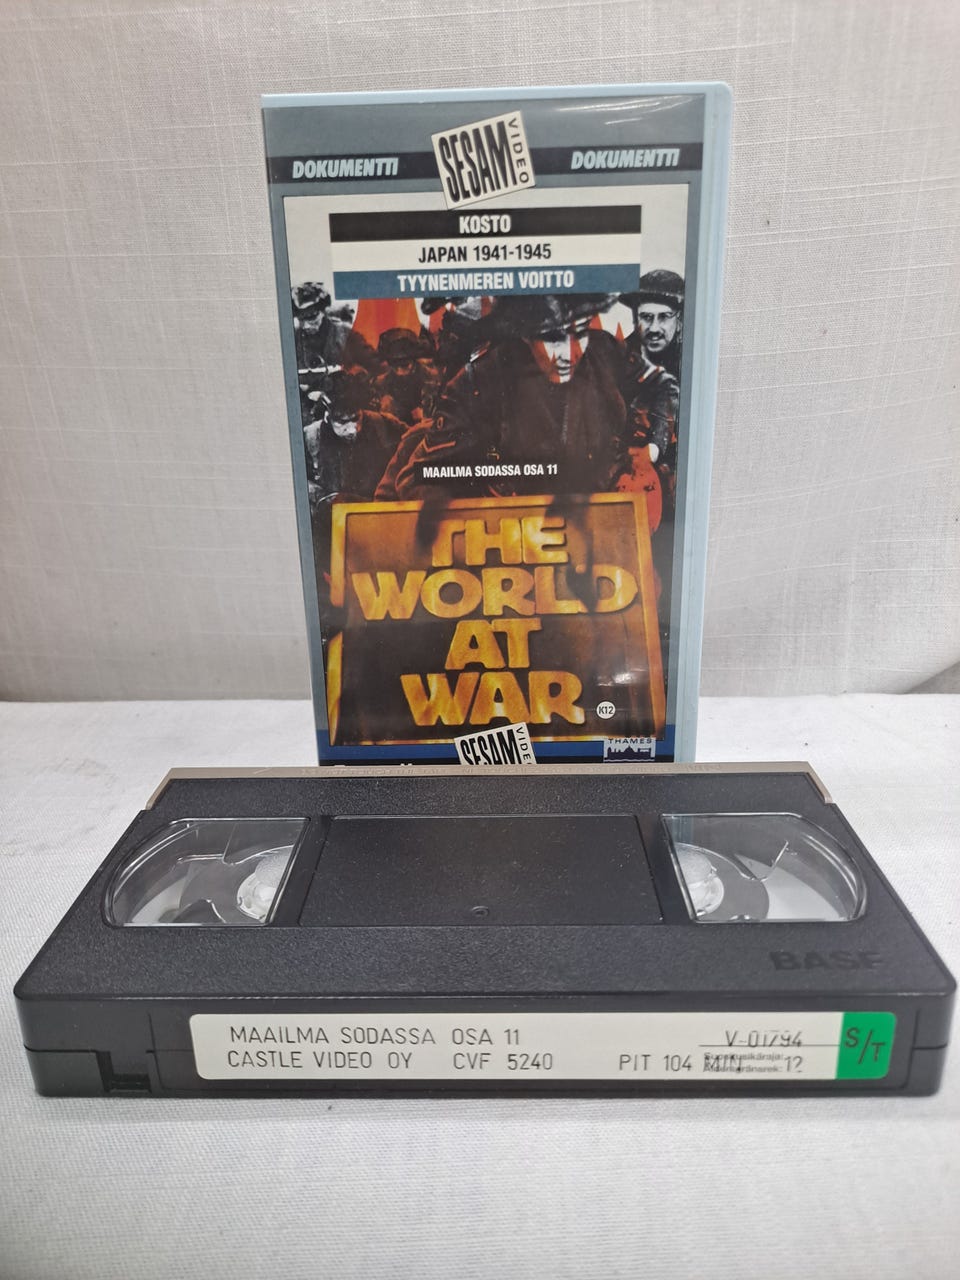 DOKUMENTTI
SESAM VIDEO
DOKUMENTTI
KOSTO
JAPAN 1941-1945
TYYNENMEREN VOITTO
MAAILMA SODASSA OSA 11
THE
WORLD
AT
WAR
K12
SESAM VIDEO
THAMES
BASF
MAAILMA SODASSA OSA 11 V-01794
CASTLE VIDEO OY CVF 5240 PIT 104 MIN 12
S/T